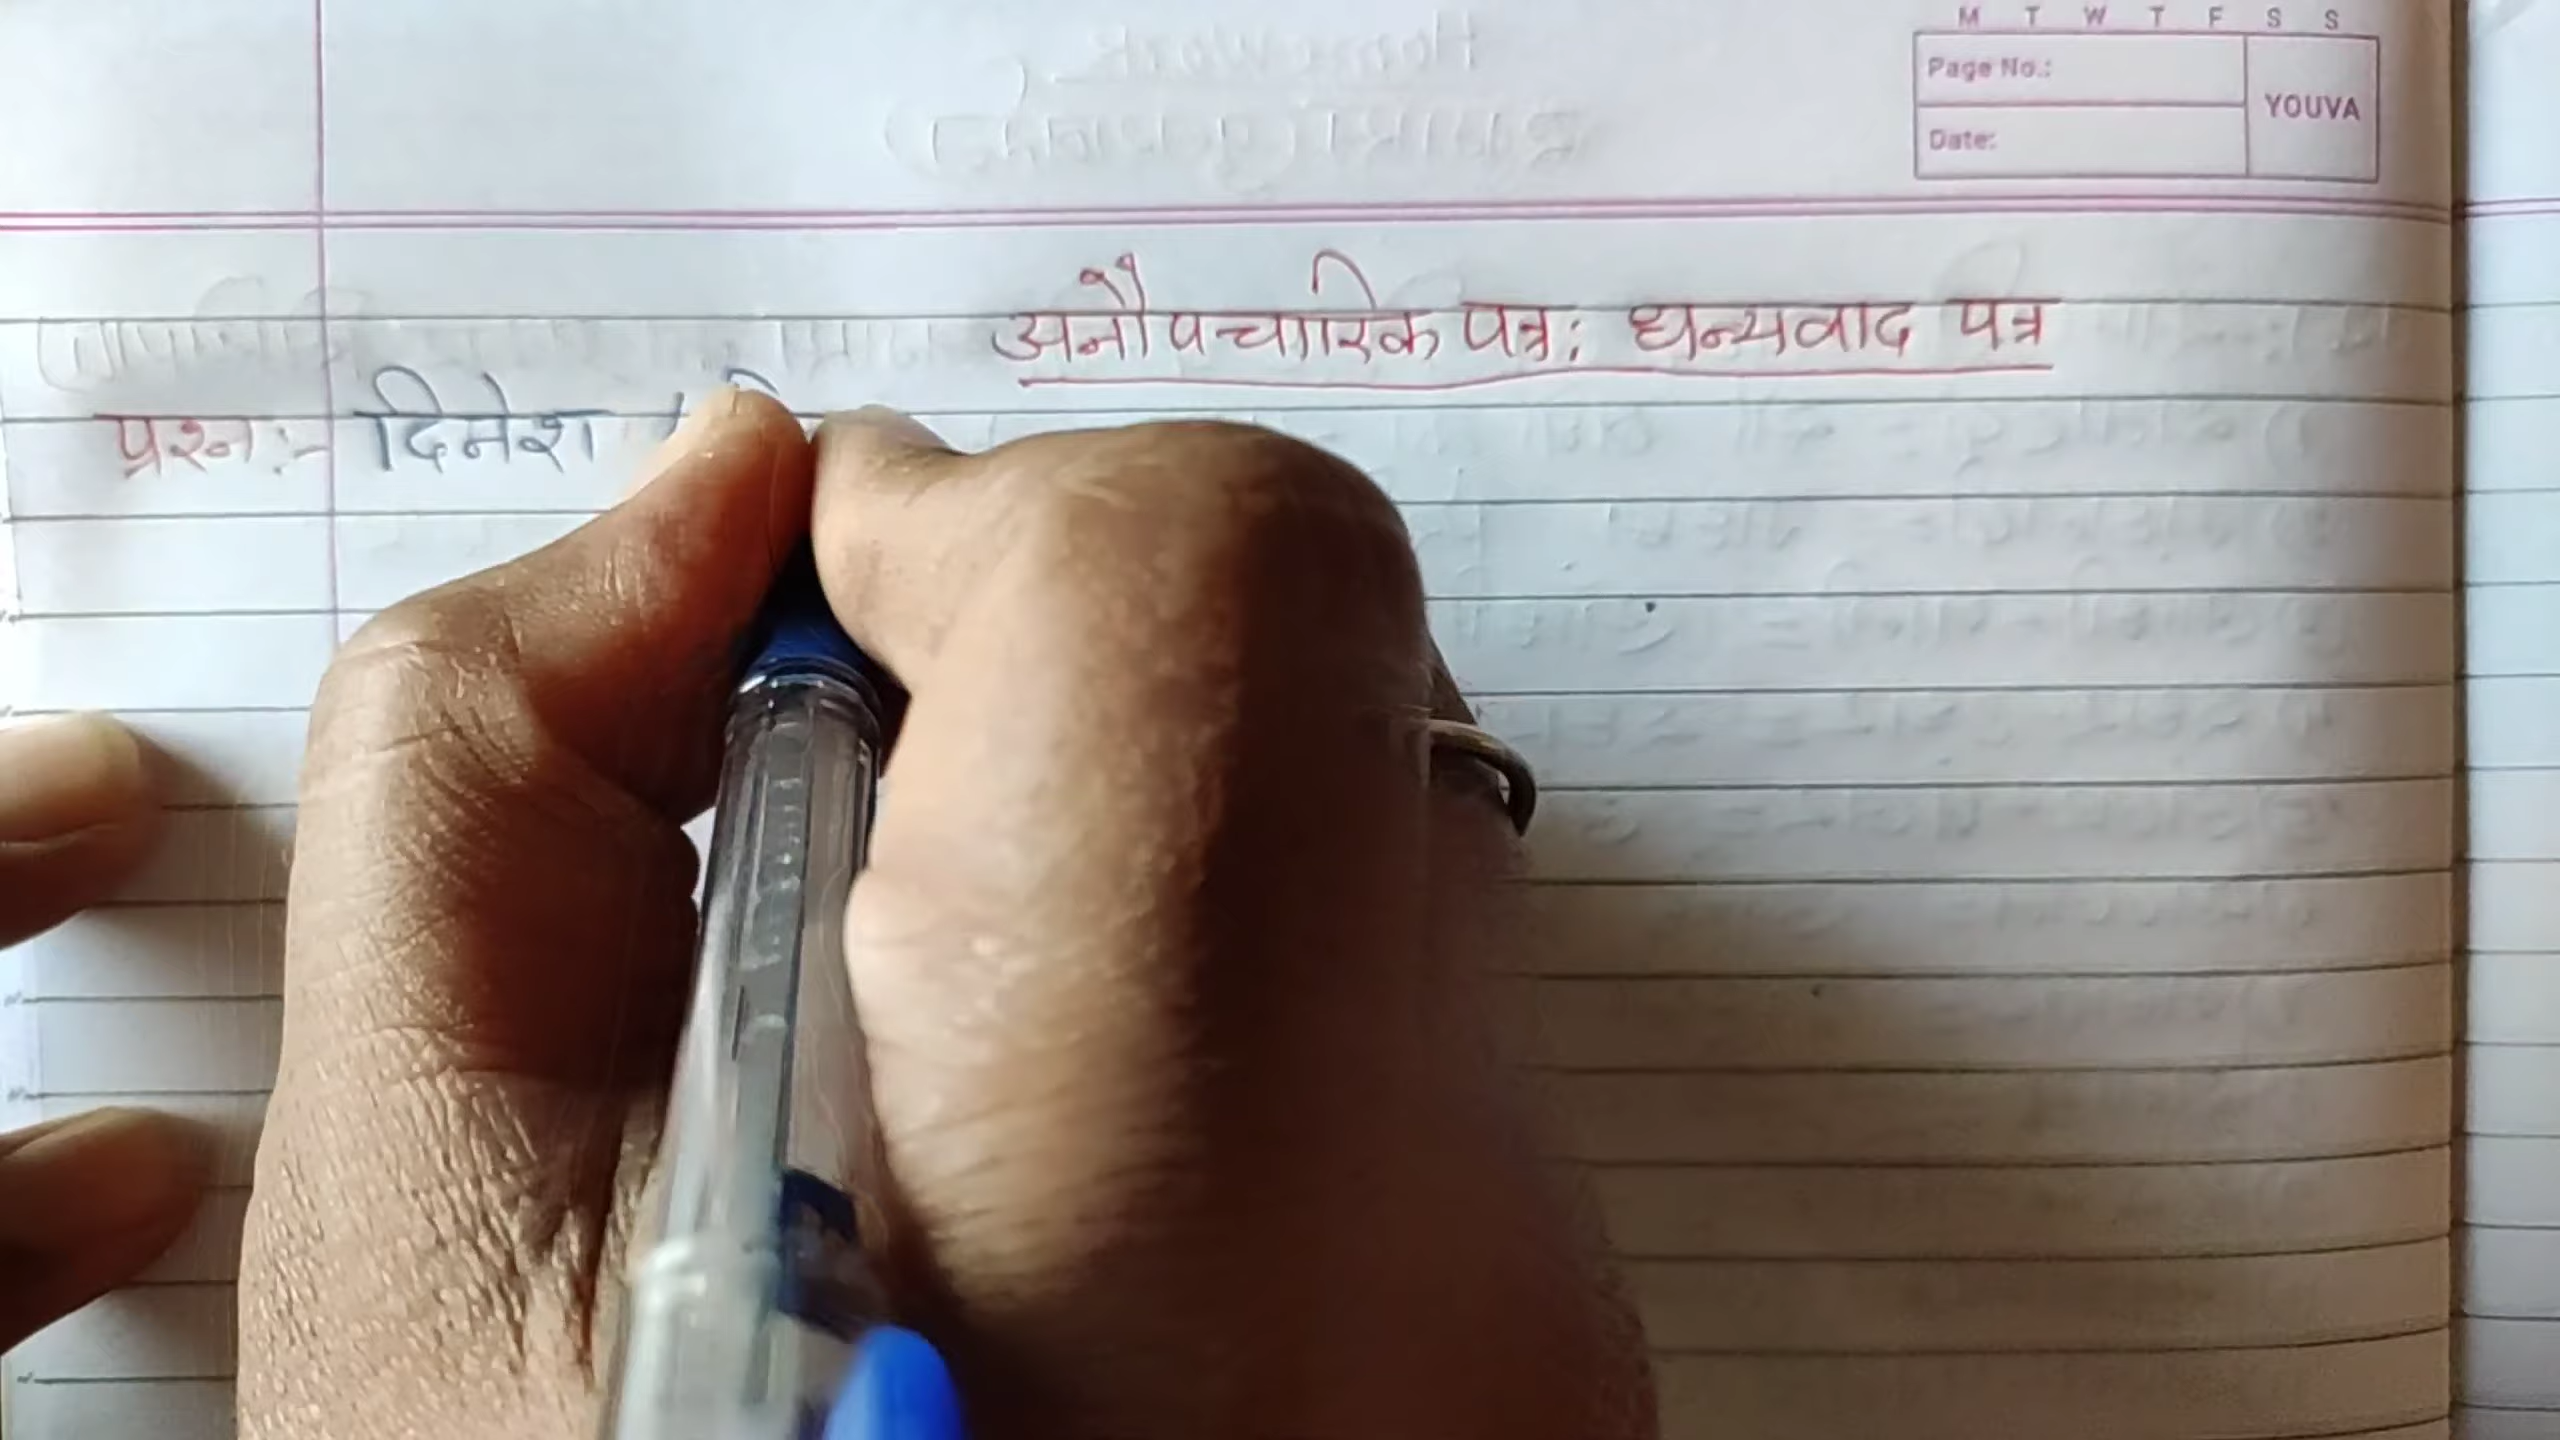 M T W T F S S
Page No.:
YOUVA
Date:
अनौपचारिक पत्र: धन्यवाद पत्र
प्रश्न:- दिनेश